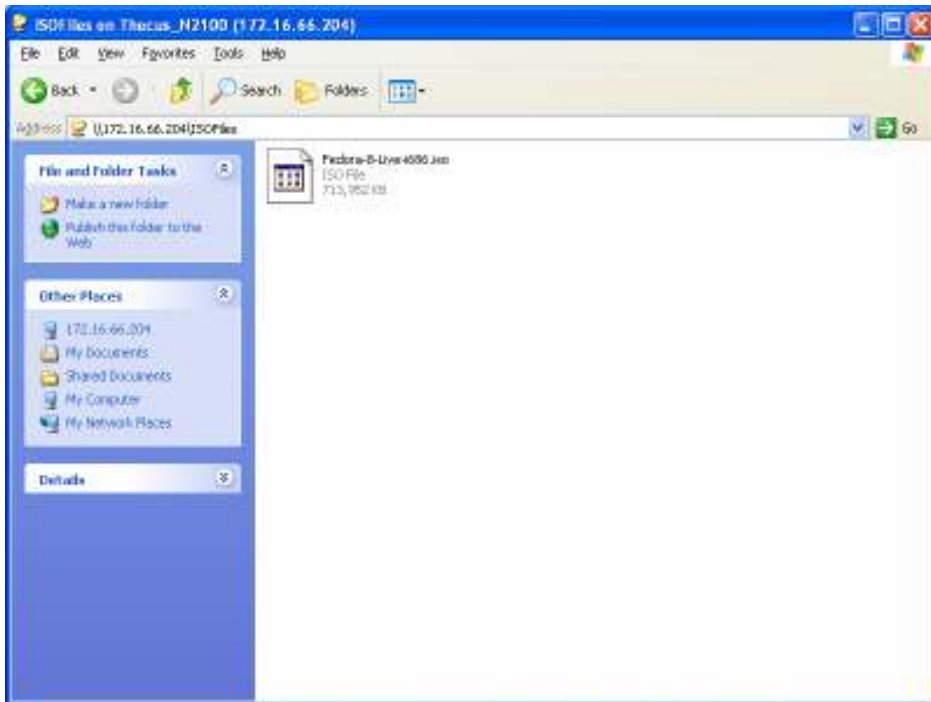 ISOFiles on Thecus_N2100 (172.16.66.204)
File Edit View Favorites Tools Help
Back Search Folders
Address \\172.16.66.204\ISOFiles Go
File and Folder Tasks
Make a new folder
Publish this folder to the
Web
Other Places
172.16.66.204
My Documents
Shared Documents
My Computer
My Network Places
Details
Fedora-8-Live-i686.iso
ISO File
713,982 KB